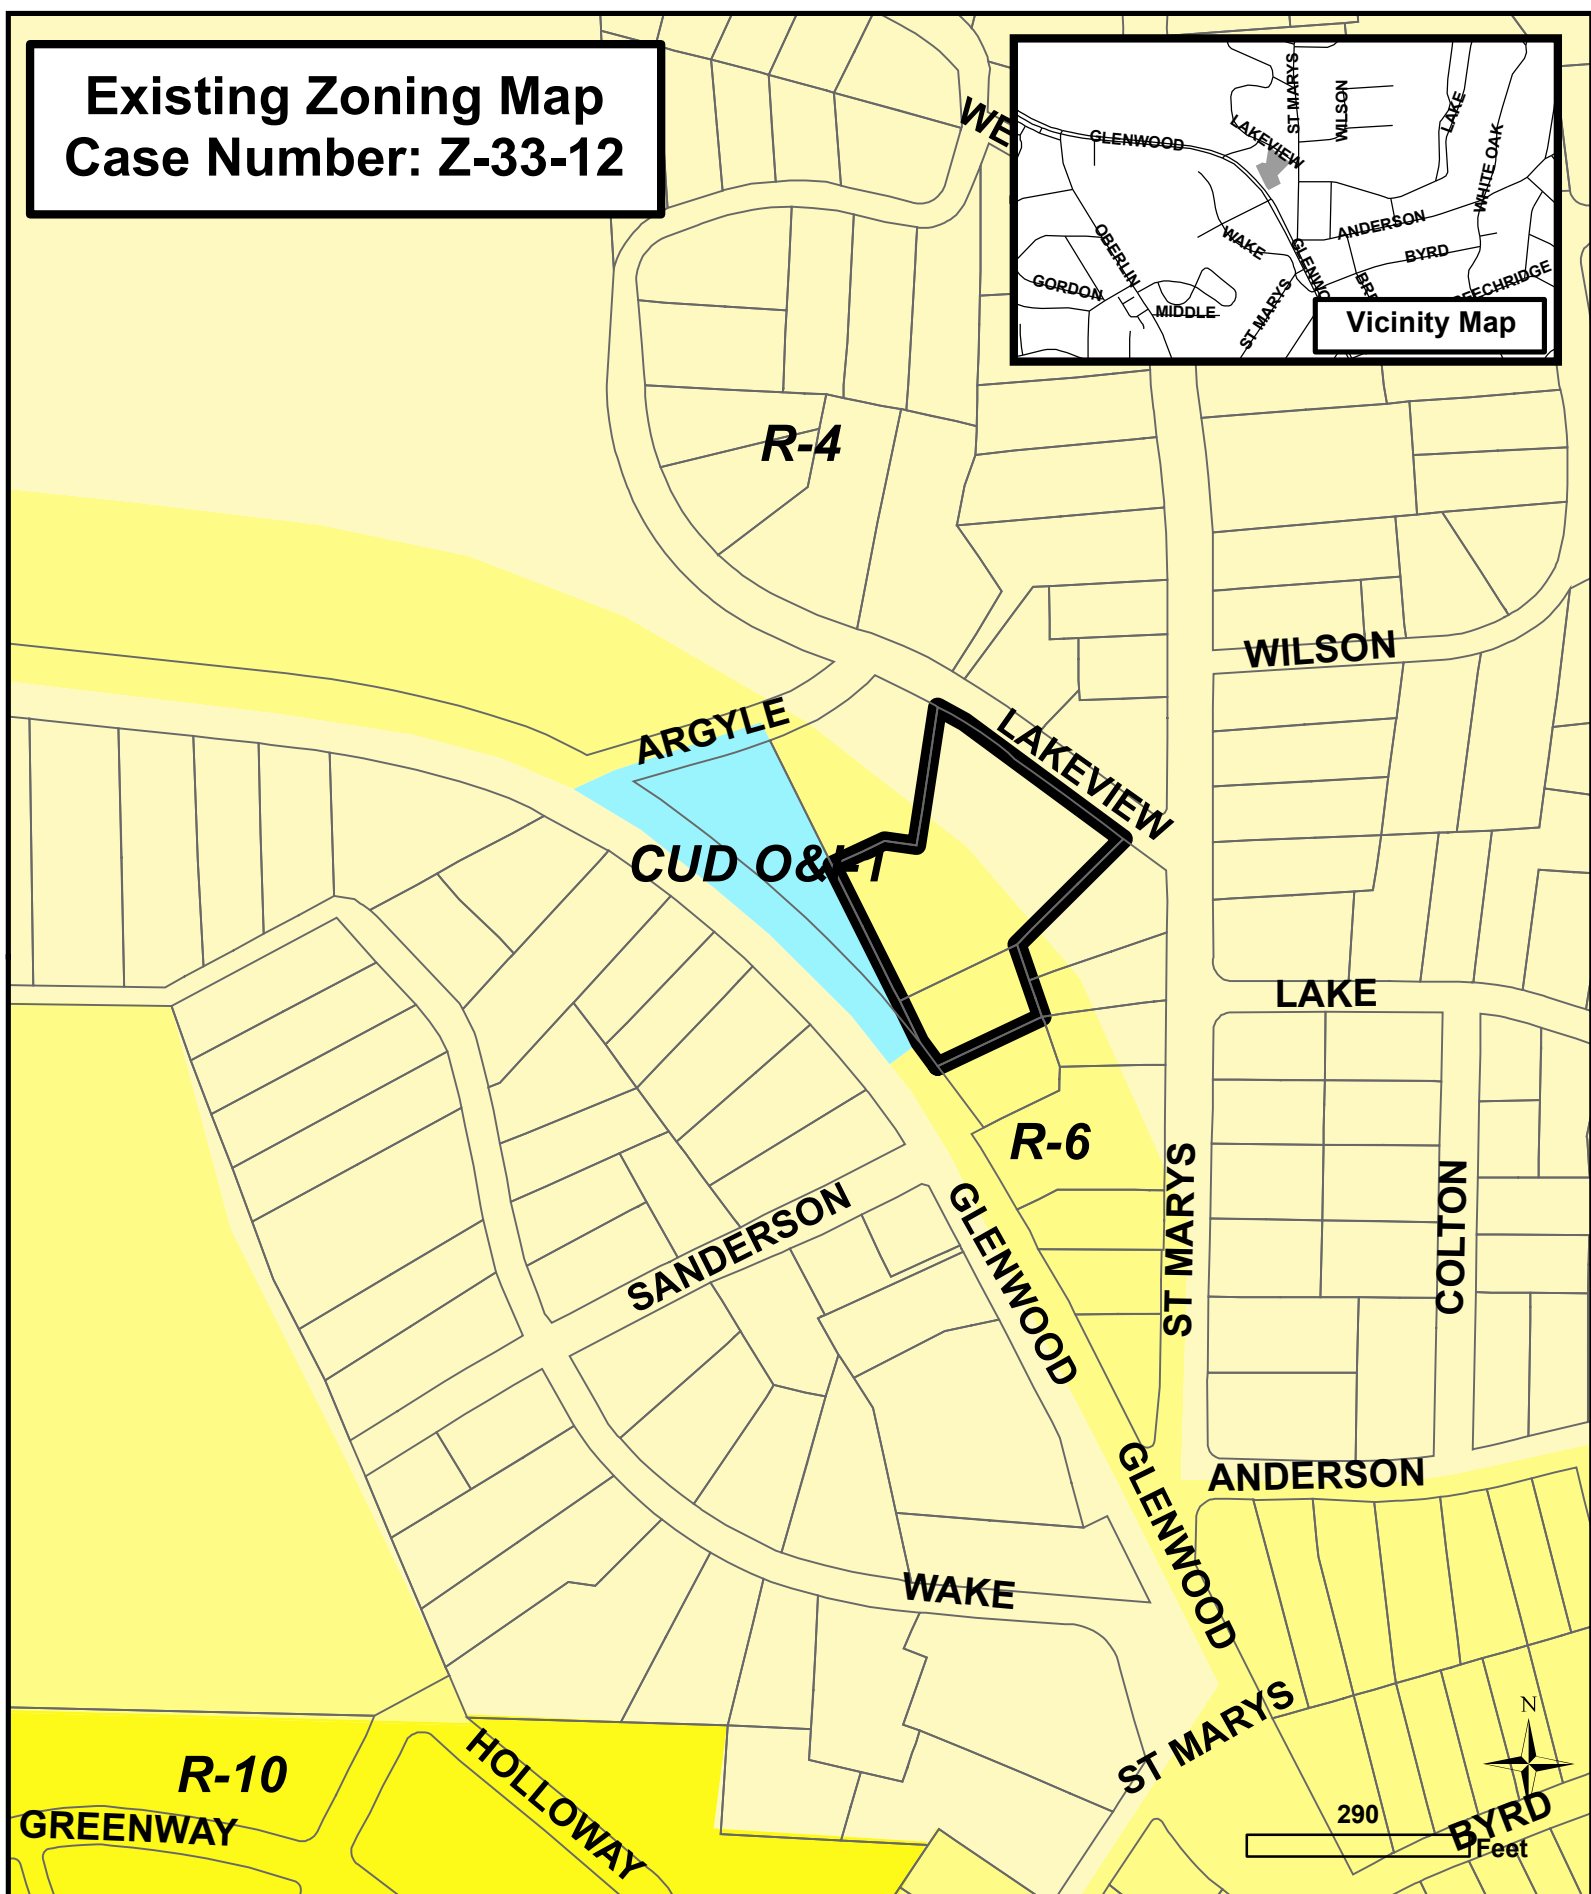 Existing Zoning Map
Case Number: Z-33-12
ST MARYS
WILSON
LAKE
GLENWOOD
LAKEVIEW
WHITE OAK
OBERLIN
WAKE
ANDERSON
BYRD
GORDON
MIDDLE
ST MARYS
Vicinity Map
R-4
WILSON
ARGYLE
LAKEVIEW
CUD O&I-1
LAKE
R-6
ST MARYS
COLTON
SANDERSON
GLENWOOD
GLENWOOD
ANDERSON
WAKE
ST MARYS
N
R-10
HOLLOWAY
GREENWAY
290
BYRD
Feet